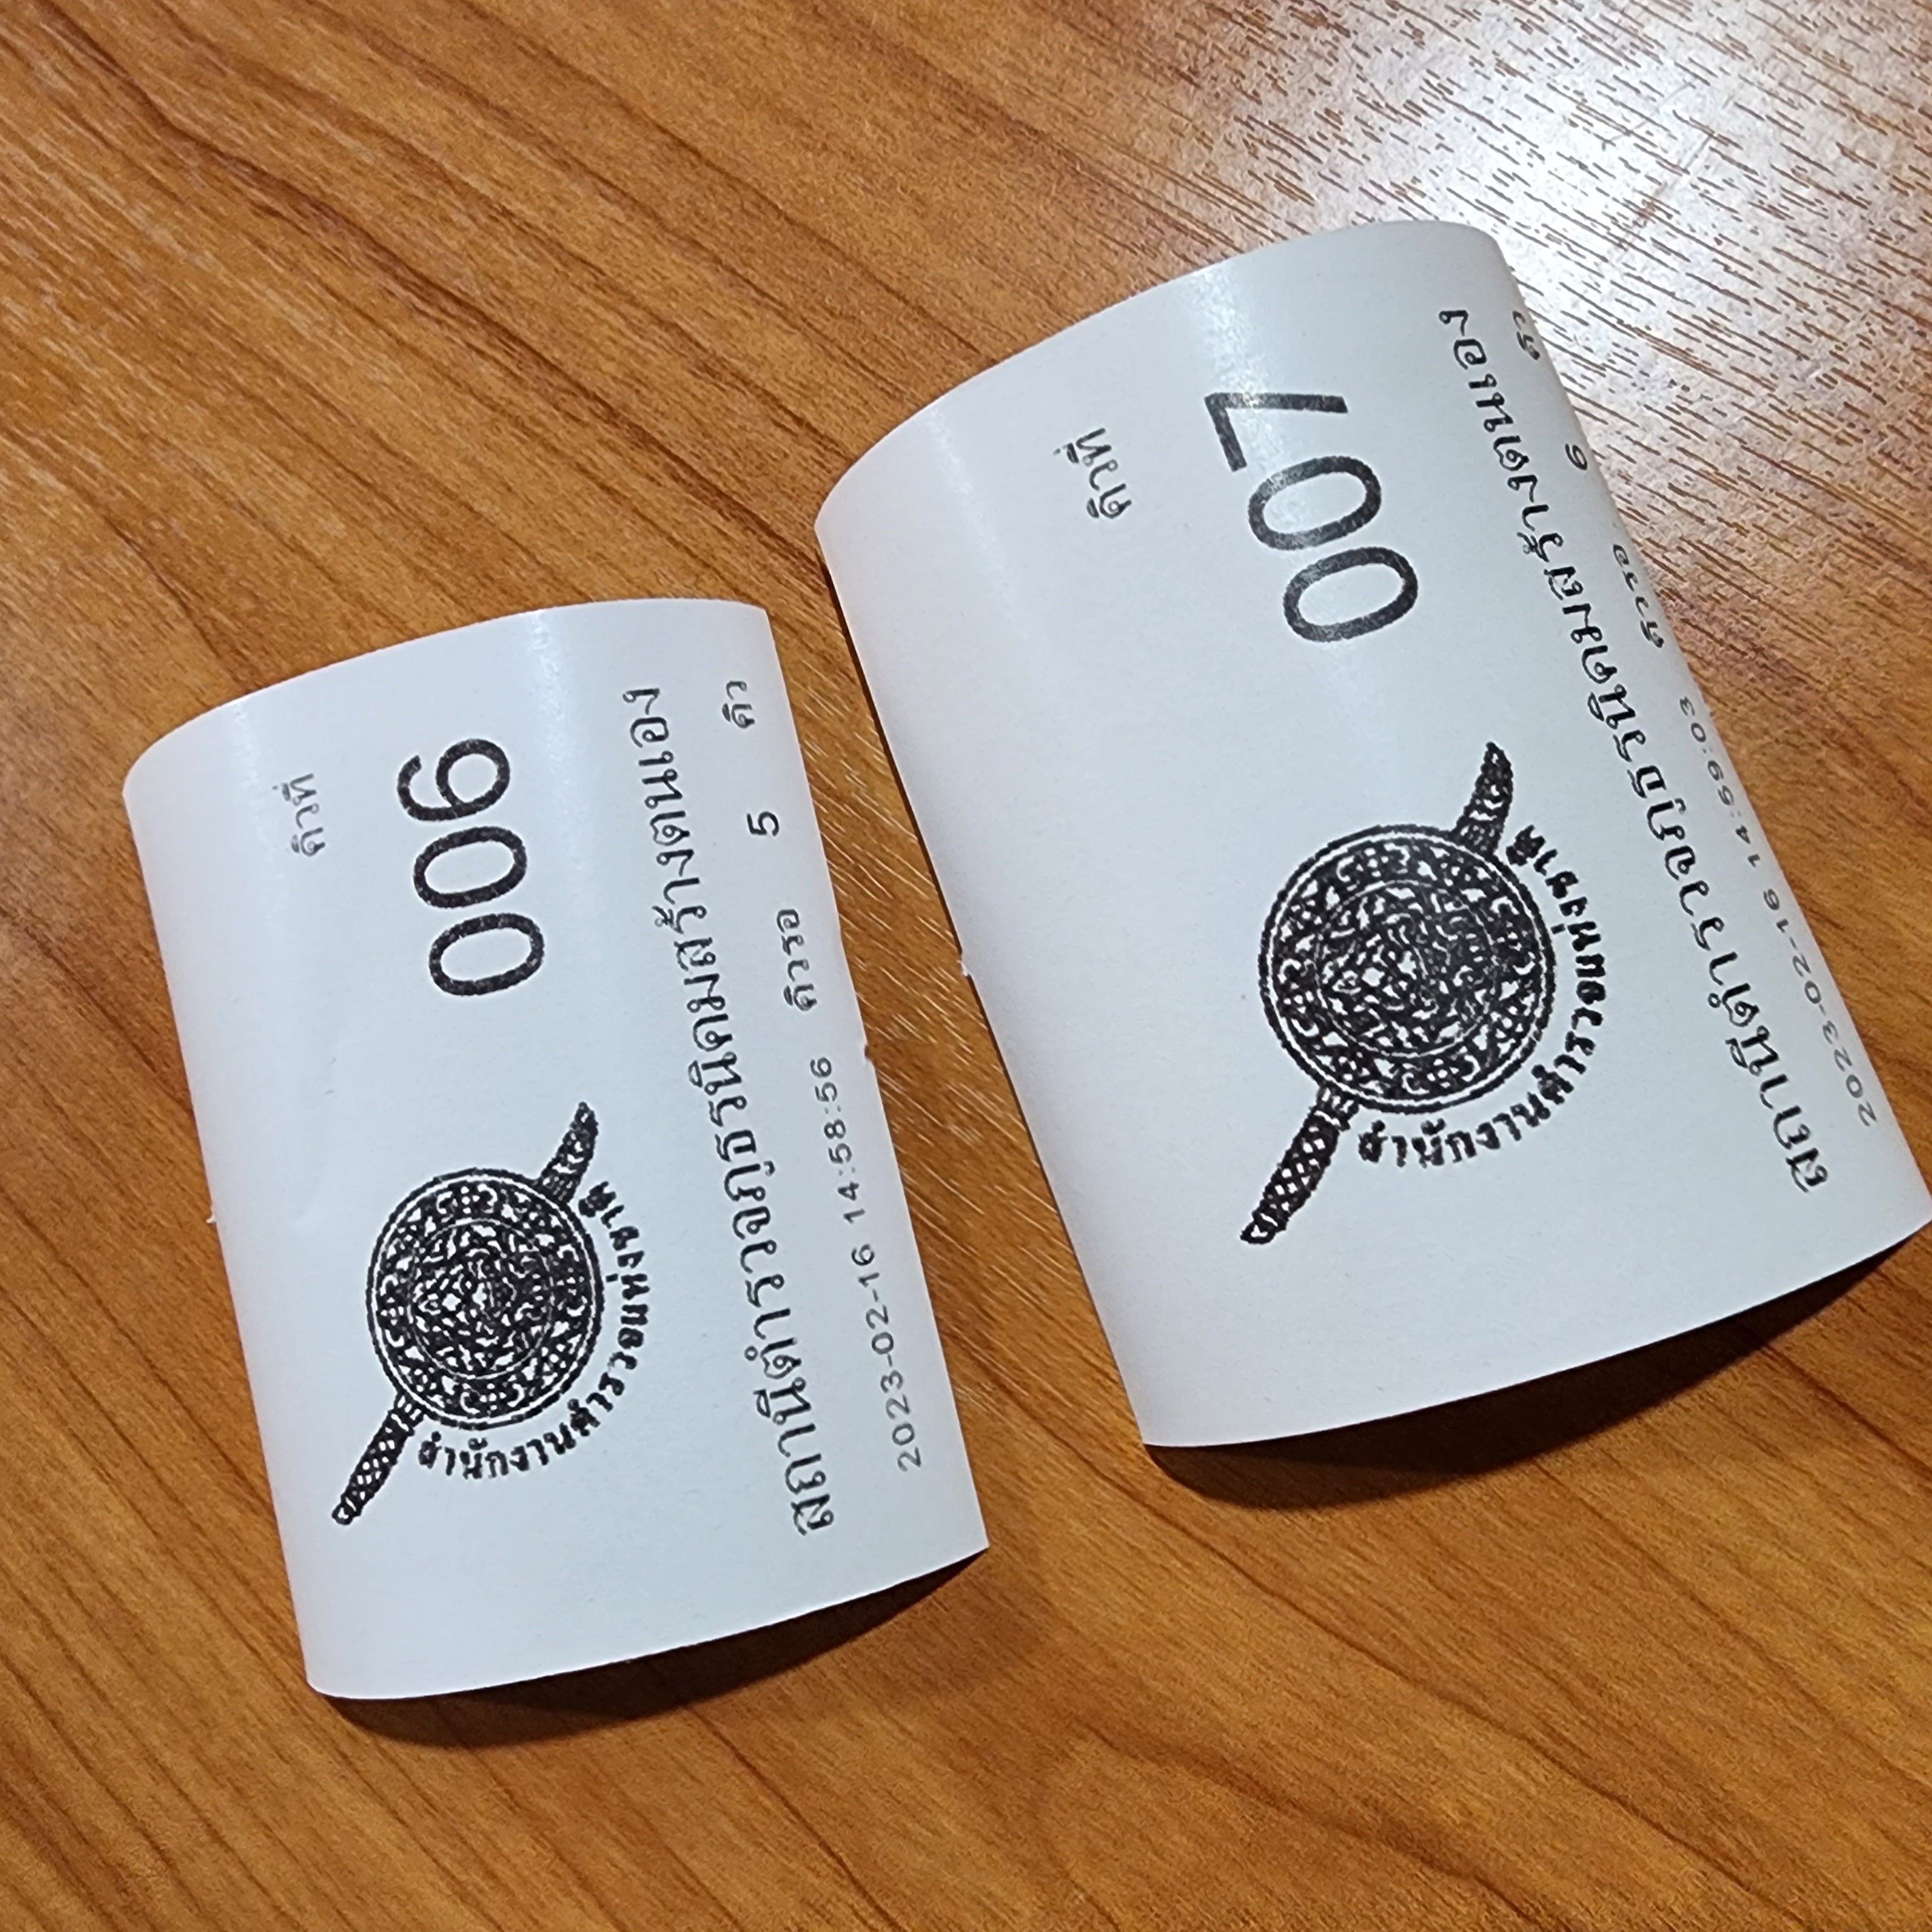 สำนักงานตำรวจแห่งชาติ
คิวที่
006
สถานีตำรวจภูธรนิคมสร้างตนเอง
2023-02-16 14:58:56 คิวรอ 5 คิว
สำนักงานตำรวจแห่งชาติ
คิวที่
007
สถานีตำรวจภูธรนิคมสร้างตนเอง
2023-02-16 14:59:03 คิวรอ 6 คิว